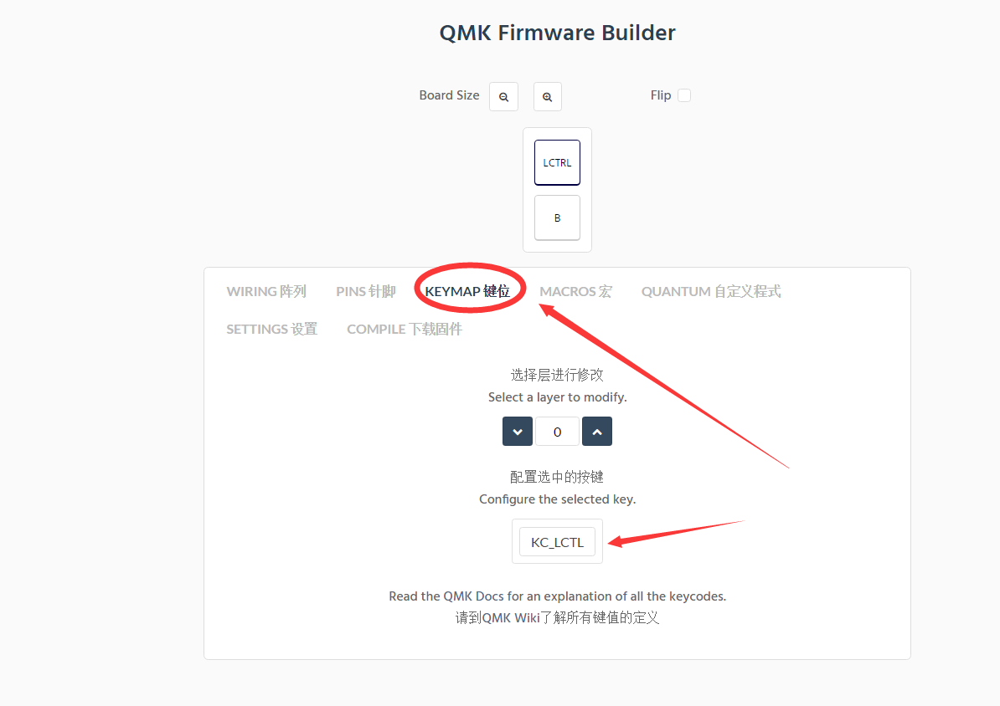 QMK Firmware Builder
Board Size
Flip
LCTRL
B
WIRING 阵列 PINS 针脚 KEYMAP 键位 MACROS 宏 QUANTUM 自定义程式
SETTINGS 设置 COMPILE 下载固件
选择层进行修改
Select a layer to modify.
0
配置选中的按键
Configure the selected key.
KC_LCTL
Read the QMK Docs for an explanation of all the keycodes.
请到QMK Wiki了解所有键值的定义